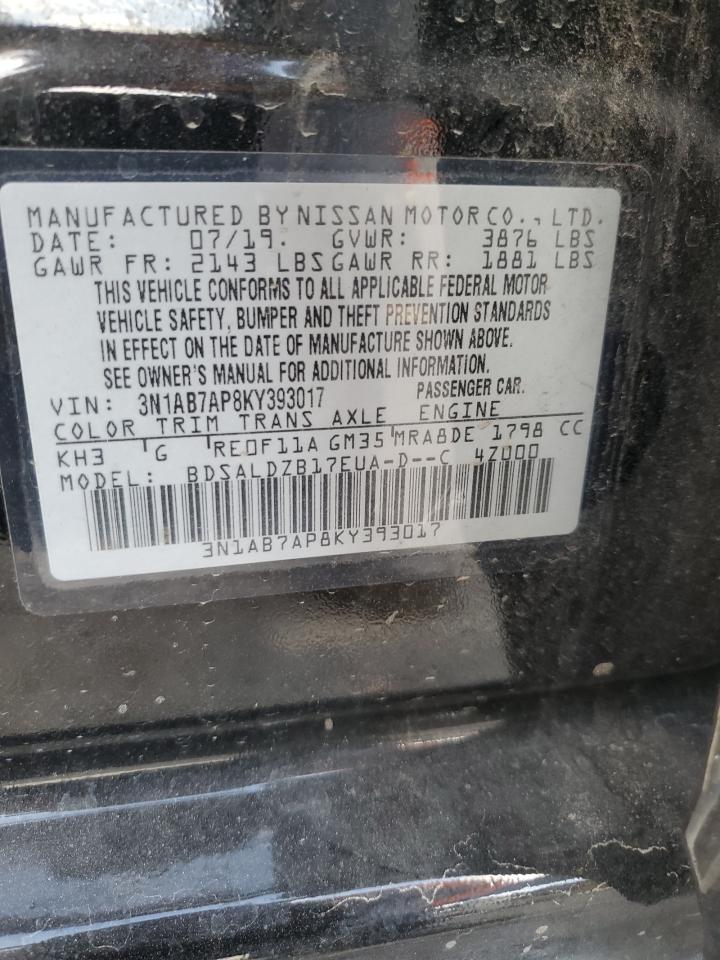 MANUFACTURED BY NISSAN MOTOR CO., LTD.
DATE: 07/19. GVWR: 3876 LBS
GAWR FR: 2143 LBS GAWR RR: 1881 LBS
THIS VEHICLE CONFORMS TO ALL APPLICABLE FEDERAL MOTOR
VEHICLE SAFETY, BUMPER AND THEFT PREVENTION STANDARDS
IN EFFECT ON THE DATE OF MANUFACTURE SHOWN ABOVE.
SEE OWNER'S MANUAL FOR ADDITIONAL INFORMATION.
VIN: 3N1AB7AP8KY393017 PASSENGER CAR.
COLOR TRIM TRANS AXLE ENGINE
KH3 G RE0F11A GM35 MRA8DE 1798 CC
MODEL: BDSALDZB17EUA-D--C 4Z000
3N1AB7AP8KY393017